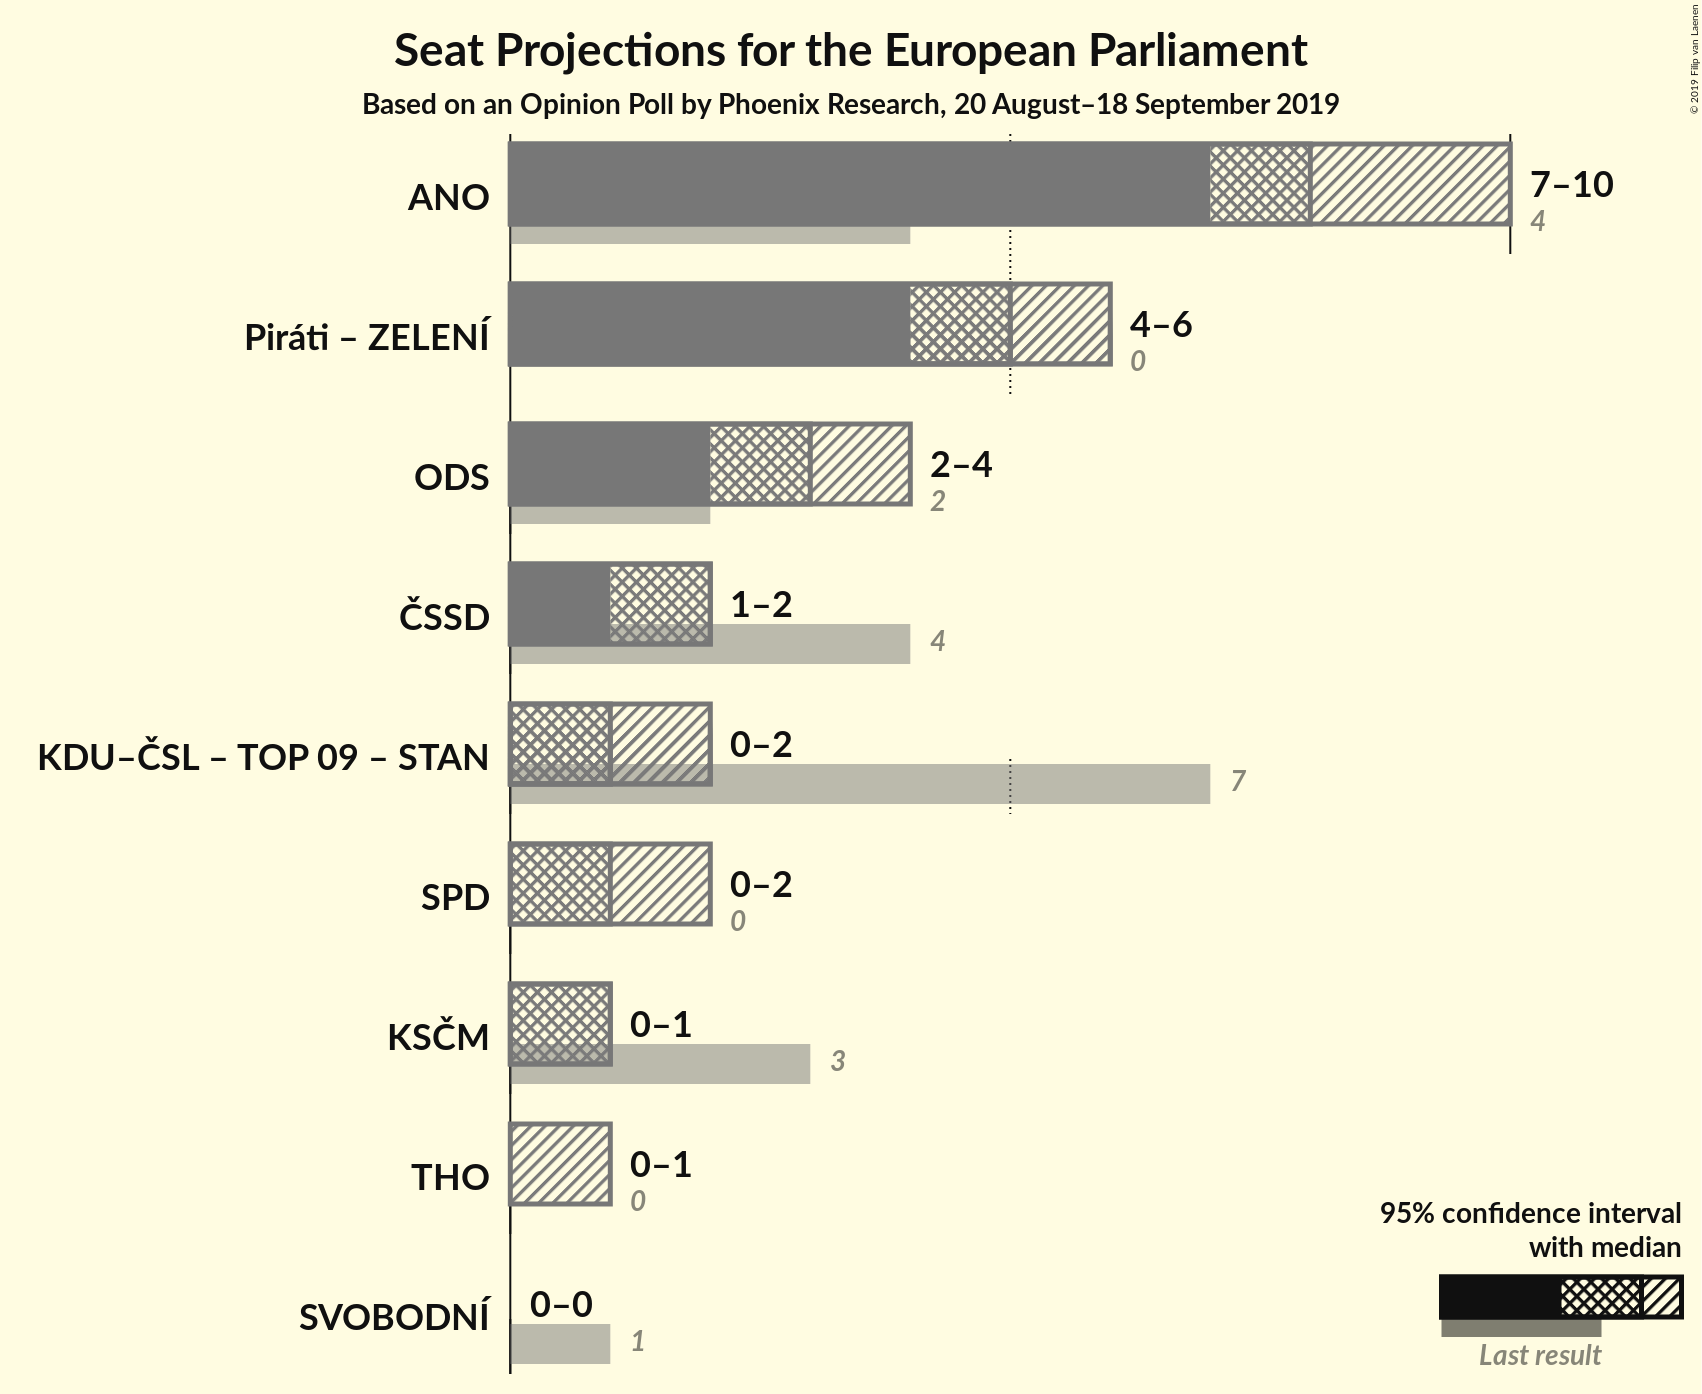 Seat Projections for the European Parliament
Based on an Opinion Poll by Phoenix Research, 20 August–18 September 2019
© 2019 Filip van Laenen
ANO
7–10
4
Piráti – ZELENÍ
4–6
0
ODS
2–4
2
ČSSD
1–2
4
KDU–ČSL – TOP 09 – STAN
0–2
7
SPD
0–2
0
KSČM
0–1
3
THO
0–1
0
SVOBODNÍ
0–0
1
95% confidence interval
with median
Last result